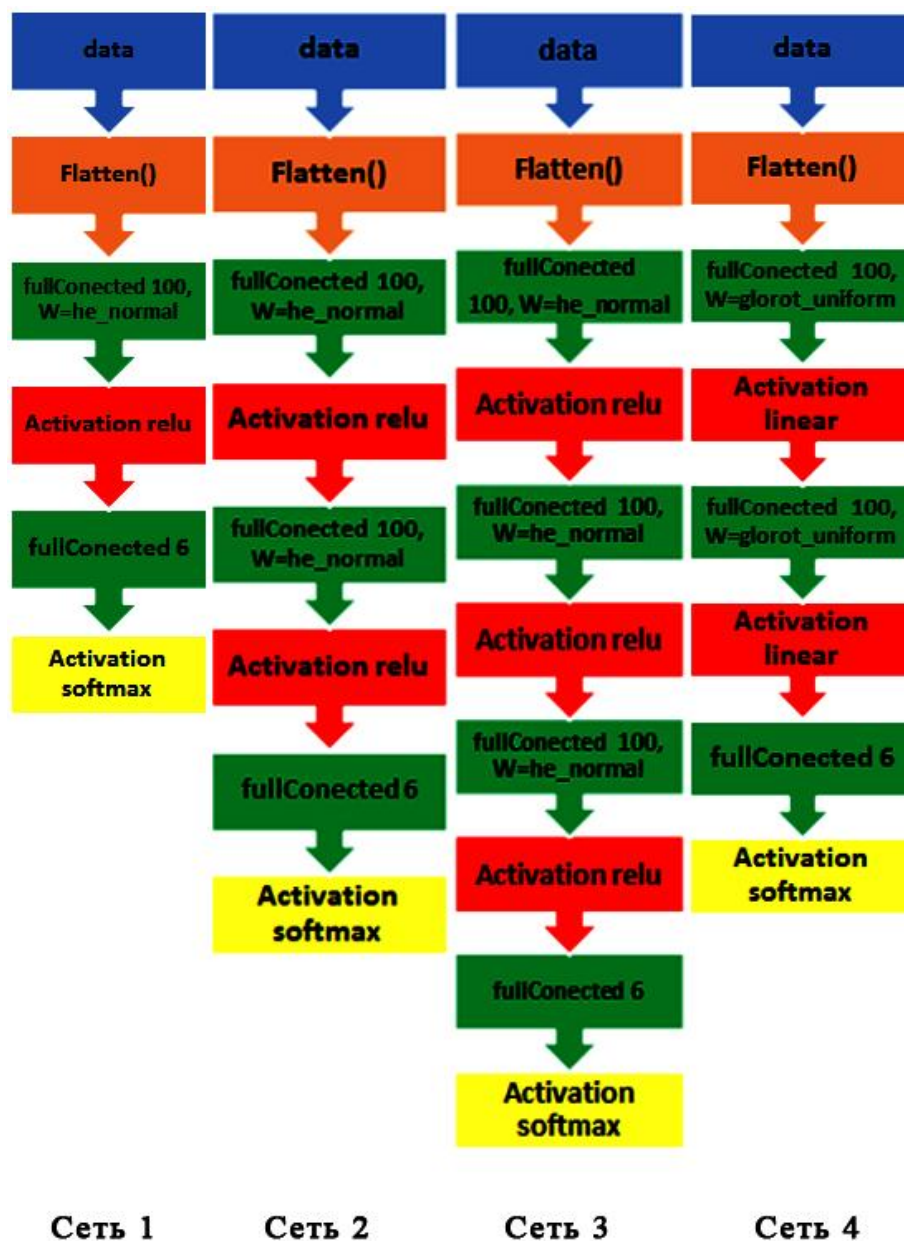 data
Flatten()
fullConected 100,
W=he_normal
Activation relu
fullConected 6
Activation
softmax
data
Flatten()
fullConected 100,
W=he_normal
Activation relu
fullConected 100,
W=he_normal
Activation relu
fullConected 6
Activation
softmax
data
Flatten()
fullConected
100, W=he_normal
Activation relu
fullConected 100,
W=he_normal
Activation relu
fullConected 100,
W=he_normal
Activation relu
fullConected 6
Activation
softmax
data
Flatten()
fullConected 100,
W=glorot_uniform
Activation
linear
fullConected 100,
W=glorot_uniform
Activation
linear
fullConected 6
Activation
softmax
Сеть 1
Сеть 2
Сеть 3
Сеть 4